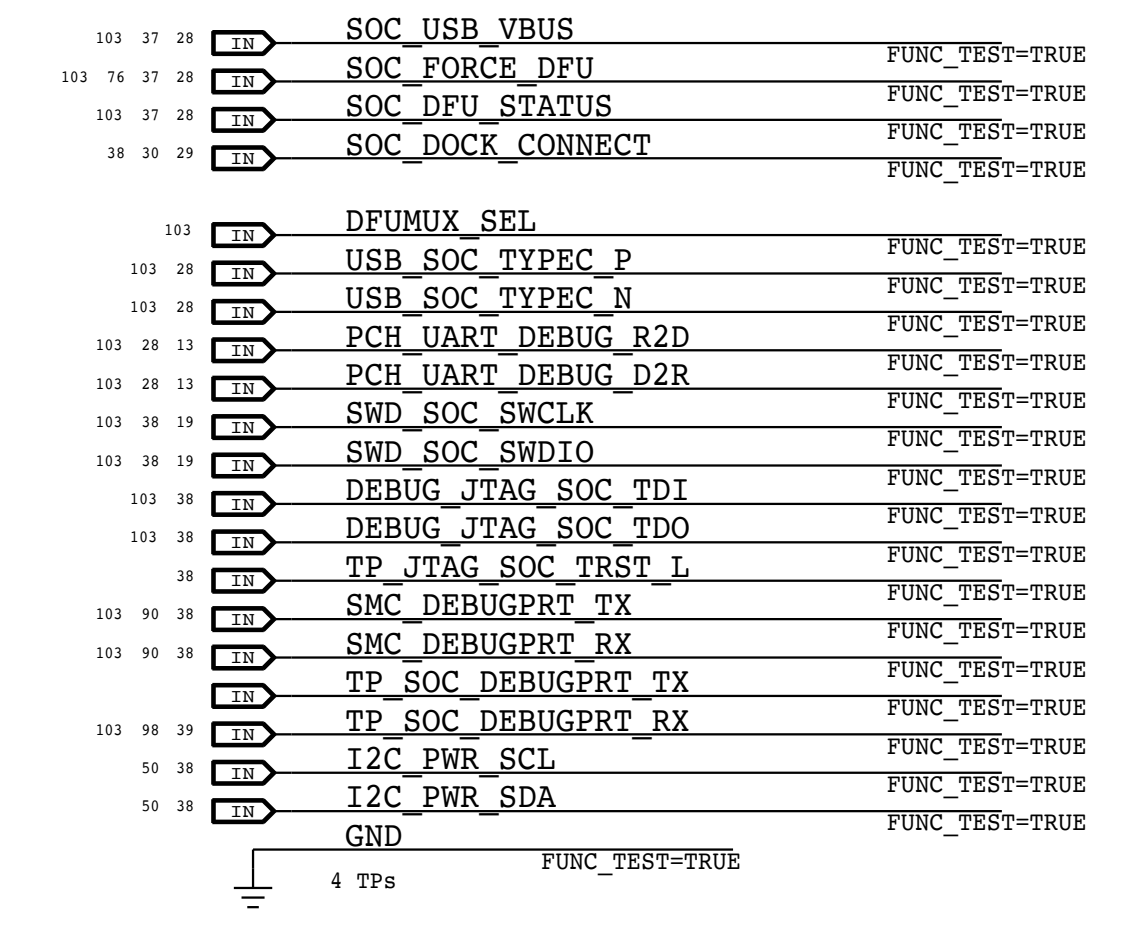 103 37 28 IN SOC_USB_VBUS FUNC_TEST=TRUE
103 76 37 28 IN SOC_FORCE_DFU FUNC_TEST=TRUE
103 37 28 IN SOC_DFU_STATUS FUNC_TEST=TRUE
38 30 29 IN SOC_DOCK_CONNECT FUNC_TEST=TRUE
103 IN DFUMUX_SEL FUNC_TEST=TRUE
103 28 IN USB_SOC_TYPEC_P FUNC_TEST=TRUE
103 28 IN USB_SOC_TYPEC_N FUNC_TEST=TRUE
103 28 13 IN PCH_UART_DEBUG_R2D FUNC_TEST=TRUE
103 28 13 IN PCH_UART_DEBUG_D2R FUNC_TEST=TRUE
103 38 19 IN SWD_SOC_SWCLK FUNC_TEST=TRUE
103 38 19 IN SWD_SOC_SWDIO FUNC_TEST=TRUE
103 38 IN DEBUG_JTAG_SOC_TDI FUNC_TEST=TRUE
103 38 IN DEBUG_JTAG_SOC_TDO FUNC_TEST=TRUE
38 IN TP_JTAG_SOC_TRST_L FUNC_TEST=TRUE
103 90 38 IN SMC_DEBUGPRT_TX FUNC_TEST=TRUE
103 90 38 IN SMC_DEBUGPRT_RX FUNC_TEST=TRUE
IN TP_SOC_DEBUGPRT_TX FUNC_TEST=TRUE
103 98 39 IN TP_SOC_DEBUGPRT_RX FUNC_TEST=TRUE
50 38 IN I2C_PWR_SCL FUNC_TEST=TRUE
50 38 IN I2C_PWR_SDA FUNC_TEST=TRUE
GND FUNC_TEST=TRUE
4 TPs